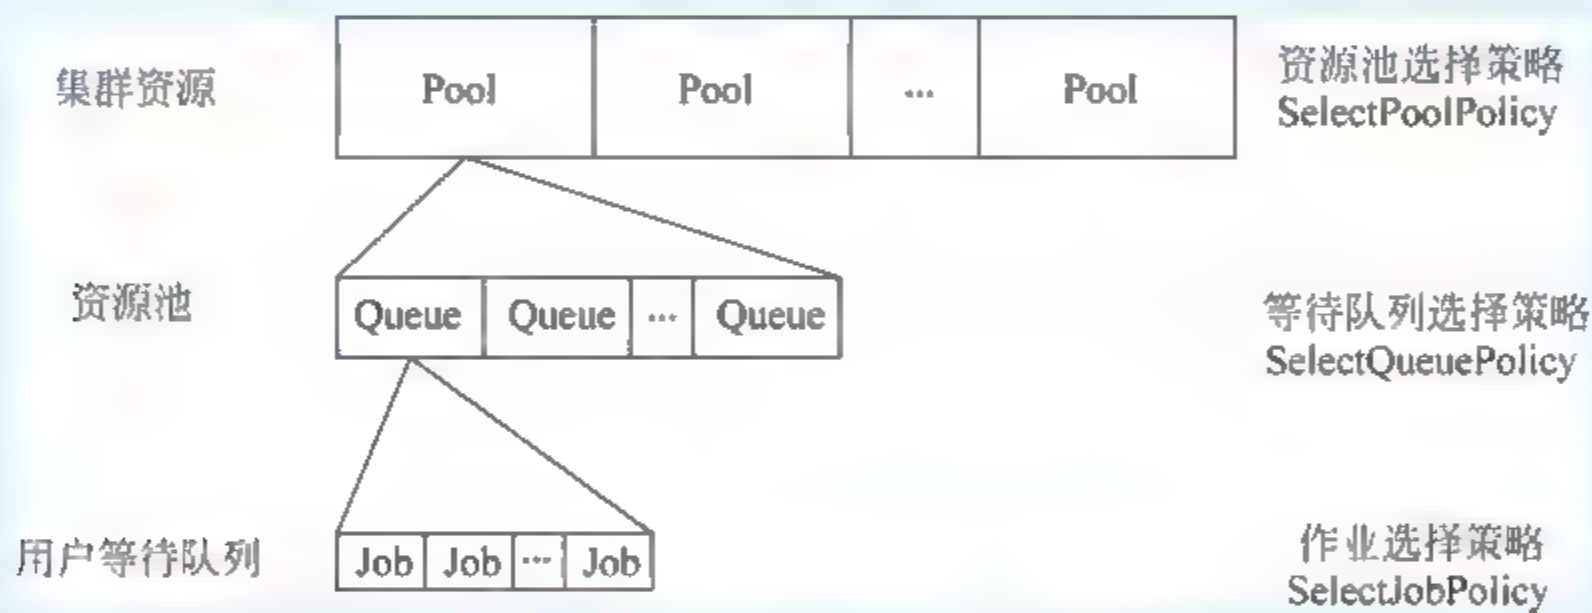 集群资源
Pool Pool ... Pool
资源池选择策略
SelectPoolPolicy
资源池
Queue Queue ... Queue
等待队列选择策略
SelectQueuePolicy
用户等待队列
Job Job ... Job
作业选择策略
SelectJobPolicy